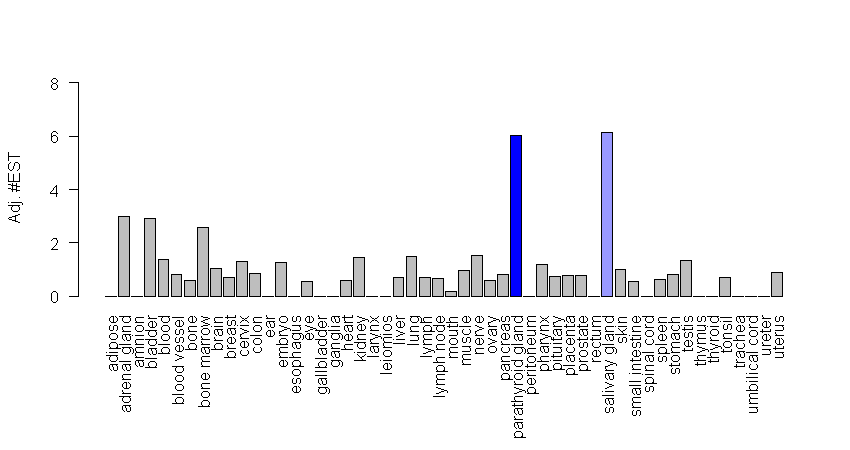 8
6
4
2
0
Adj. #EST
adipose
adrenal gland
amnion
bladder
blood
blood vessel
bone
bone marrow
brain
breast
cervix
colon
ear
embryo
esophagus
eye
gallbladder
ganglia
heart
kidney
larynx
leiomios
liver
lung
lymph
lymph node
mouth
muscle
nerve
ovary
pancreas
parathyroid gland
peritoneum
pharynx
pituitary
placenta
prostate
rectum
salivary gland
skin
small intestine
spinal cord
spleen
stomach
testis
thymus
thyroid
tonsil
trachea
umbilical cord
ureter
uterus